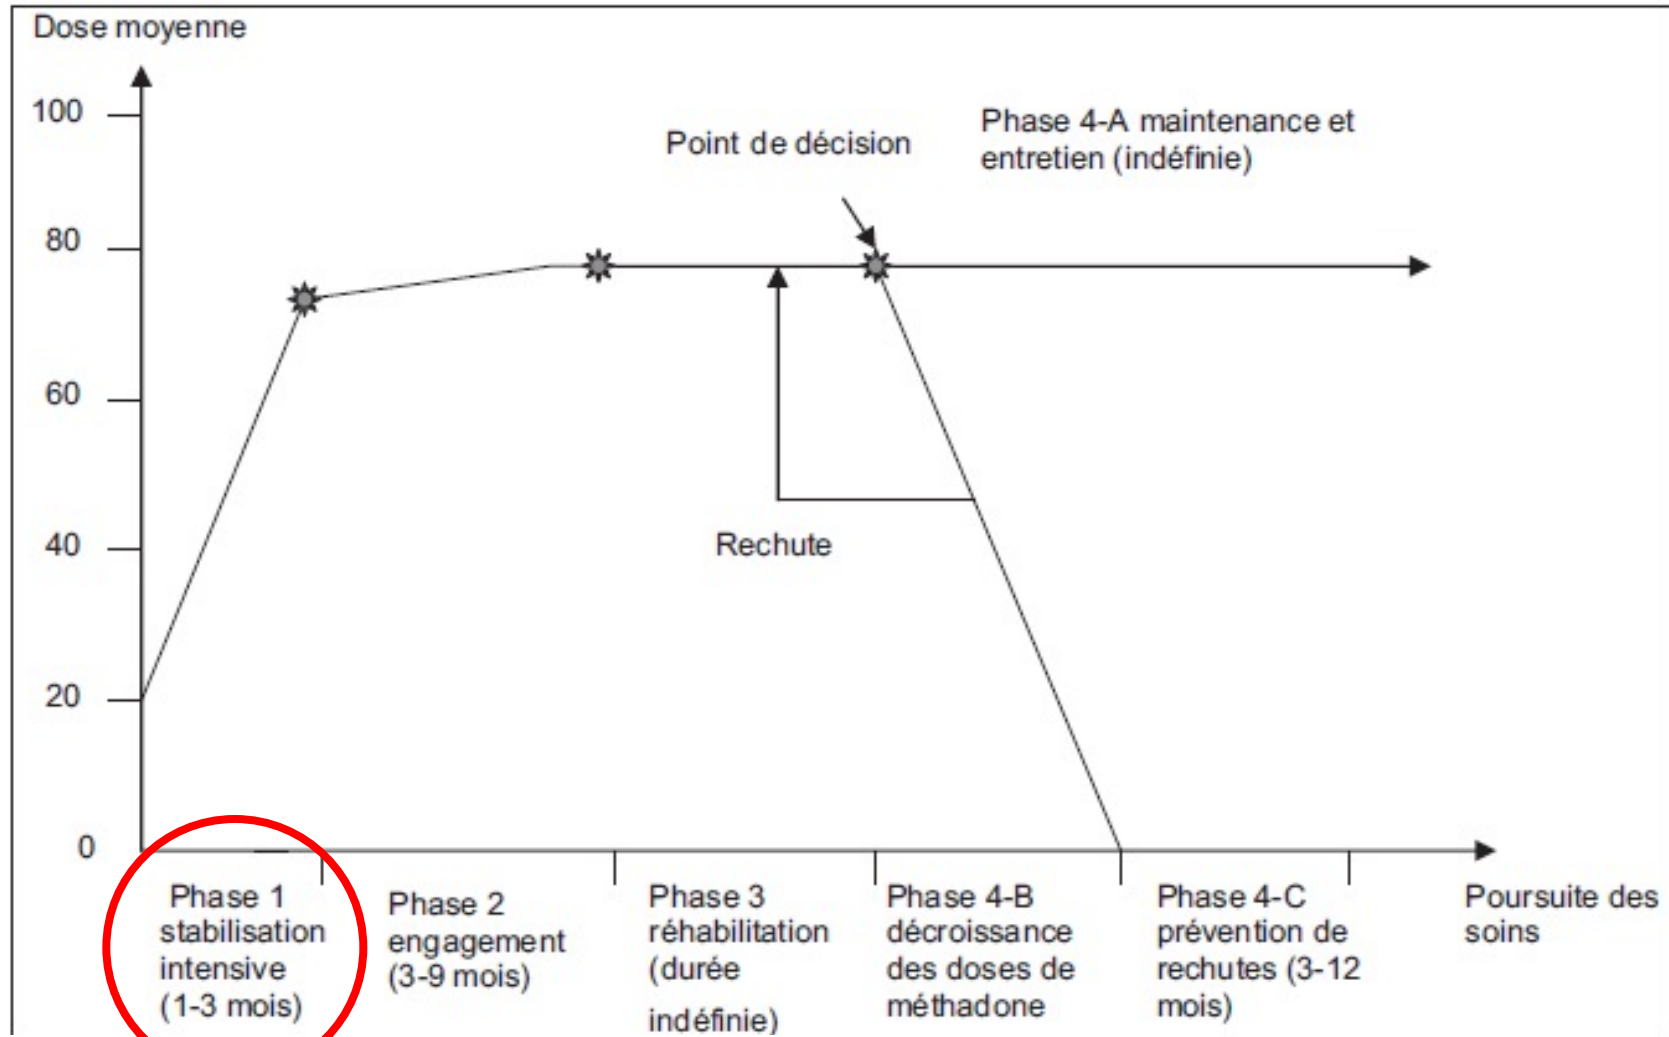 Dose moyenne
100
80
60
40
20
0
Point de décision
Phase 4-A maintenance et
entretien (indéfinie)
Rechute
Phase 1
stabilisation
intensive
(1-3 mois)
Phase 2
engagement
(3-9 mois)
Phase 3
réhabilitation
(durée
indéfinie)
Phase 4-B
décroissance
des doses de
méthadone
Phase 4-C
prévention de
rechutes (3-12
mois)
Poursuite des
soins